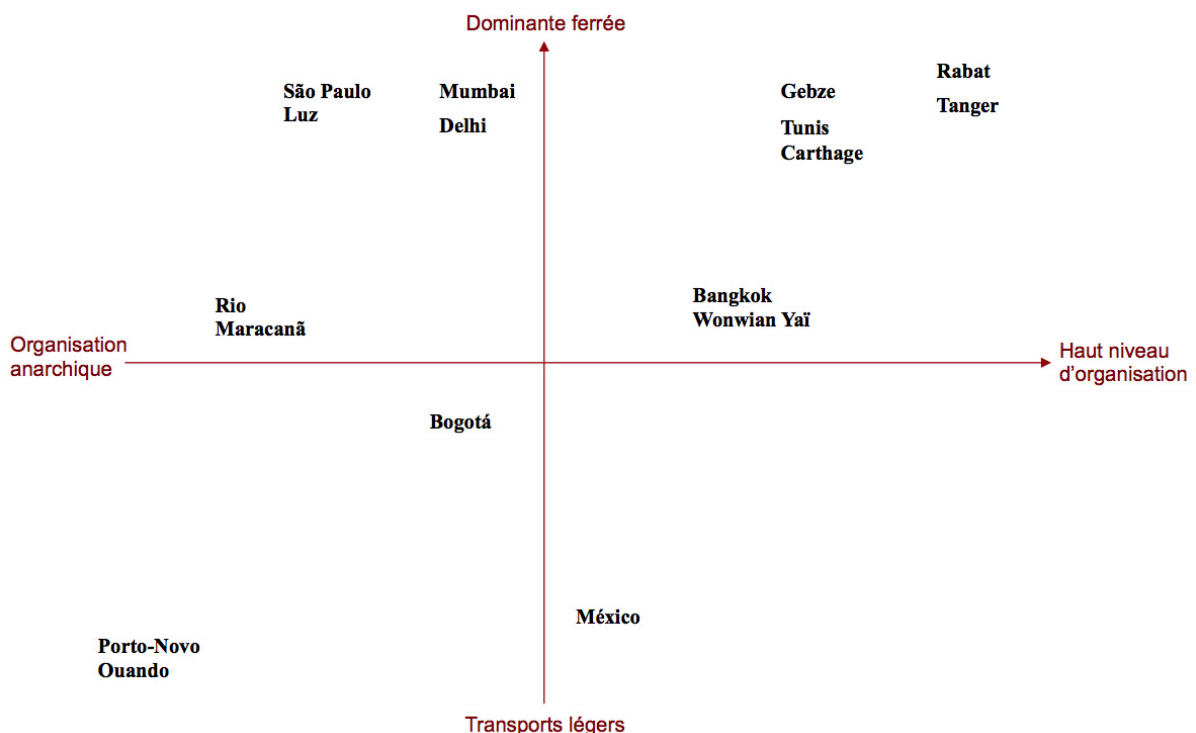 Dominante ferrée
São Paulo
Luz
Mumbai
Delhi
Gebze
Tunis
Carthage
Rabat
Tanger
Rio
Maracanã
Bangkok
Wonwian Yaï
Organisation
anarchique
Haut niveau
d'organisation
Bogotá
México
Porto-Novo
Ouando
Transports légers